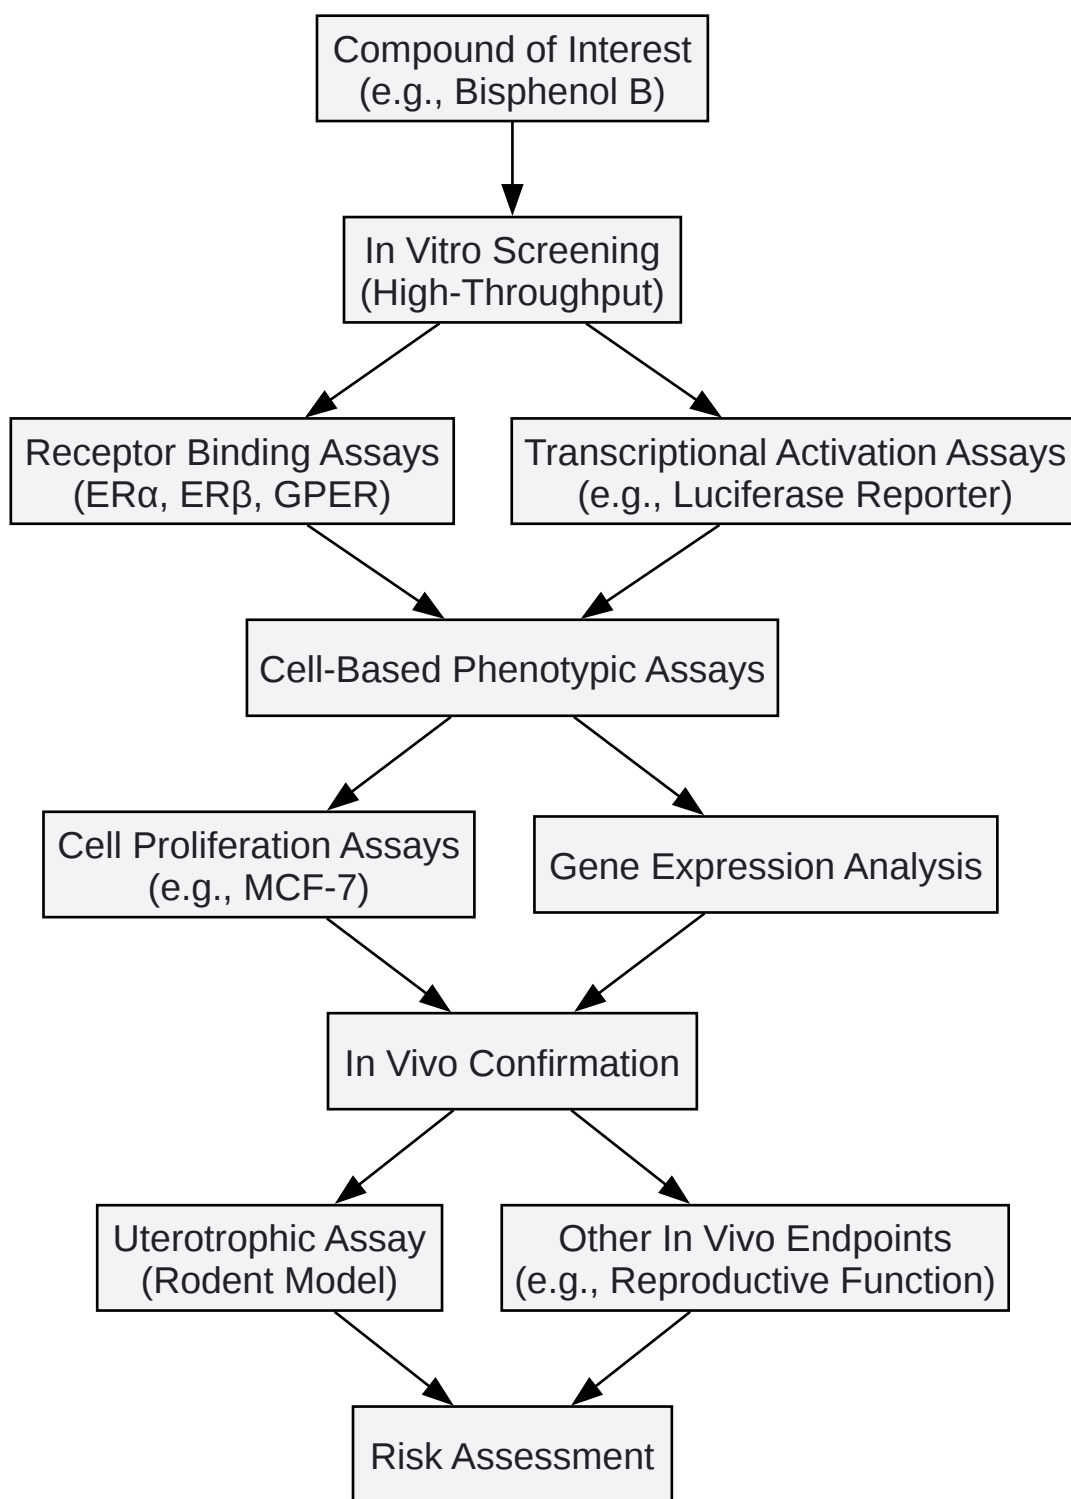 Compound of Interest
(e.g., Bisphenol B)
In Vitro Screening
(High-Throughput)
Receptor Binding Assays
(ERα, ERβ, GPER)
Transcriptional Activation Assays
(e.g., Luciferase Reporter)
Cell-Based Phenotypic Assays
Cell Proliferation Assays
(e.g., MCF-7)
Gene Expression Analysis
In Vivo Confirmation
Uterotrophic Assay
(Rodent Model)
Other In Vivo Endpoints
(e.g., Reproductive Function)
Risk Assessment